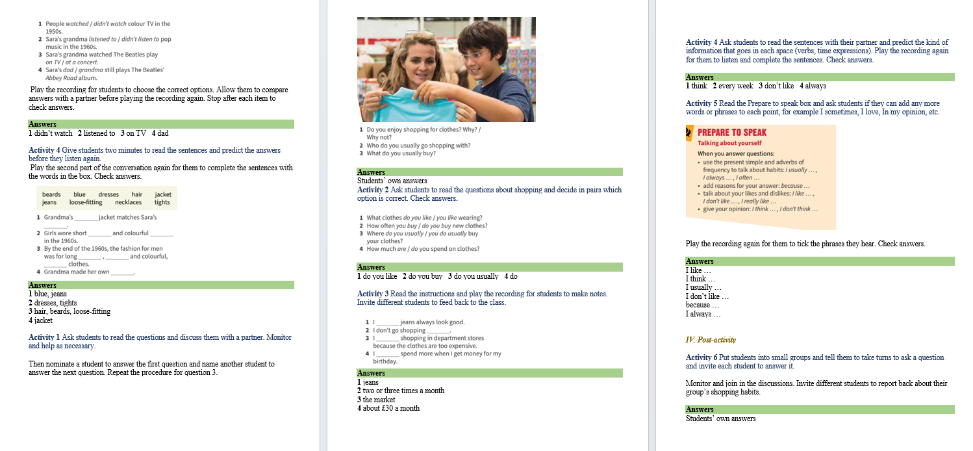 1 People watched / didn't watch colour TV in the
1950s.
2 Sara's grandma listened to / didn't listen to pop
music in the 1960s.
3 Sara's grandma watched The Beatles play
on TV / at a concert.
4 Sara's dad / grandma still plays The Beatles'
Abbey Road album.
Play the recording for students to choose the correct options. Allow them to compare
answers with a partner before playing the recording again. Stop after each item to
check answers.
Answers
1 didn't watch 2 listened to 3 on TV 4 dad
Activity 4 Give students two minutes to read the sentences and predict the answers
before they listen again.
Play the second part of the conversation again for them to complete the sentences with
the words in the box. Check answers.
beards blue dresses hair jacket
jeans loose-fitting necklaces tights
1 Grandma's ______ jacket matches Sara's
______.
2 Girls wore short ______ and colourful ______
in the 1960s.
3 By the end of the 1960s, the fashion for men
was for long ______, ______ and colourful,
______ clothes.
4 Grandma made her own ______.
Answers
1 blue, jeans
2 dresses, tights
3 hair, beards, loose-fitting
4 jacket
Activity 1 Ask students to read the questions and discuss them with a partner. Monitor
and help as necessary.
Then nominate a student to answer the first question and name another student to
answer the next question. Repeat the procedure for question 3.
1 Do you enjoy shopping for clothes? Why? /
Why not?
2 Who do you usually go shopping with?
3 What do you usually buy?
Answers
Students' own answers
Activity 2 Ask students to read the questions about shopping and decide in pairs which
option is correct. Check answers.
1 What clothes do you like / you like wearing?
2 How often you buy / do you buy new clothes?
3 Where do you usually / you do usually buy
your clothes?
4 How much are / do you spend on clothes?
Answers
1 do you like 2 do you buy 3 do you usually 4 do
Activity 3 Read the instructions and play the recording for students to make notes.
Invite different students to feed back to the class.
1 I ______ jeans always look good.
2 I don't go shopping ______.
3 I ______ shopping in department stores
because the clothes are too expensive.
4 I ______ spend more when I get money for my
birthday.
Answers
1 jeans
2 two or three times a month
3 the market
4 about £30 a month
Activity 4 Ask students to read the sentences with their partner and predict the kind of
information that goes in each space (verbs, time expressions). Play the recording again
for them to listen and complete the sentences. Check answers.
Answers
1 think 2 every week 3 don't like 4 always
Activity 5 Read the Prepare to speak box and ask students if they can add any more
words or phrases to each point, for example I sometimes, I love, In my opinion, etc.
PREPARE TO SPEAK
Talking about yourself
When you answer questions:
• use the present simple and adverbs of
frequency to talk about habits: I usually ...,
I always ..., I often ...
• add reasons for your answer: because ...
• talk about your likes and dislikes: I like ...,
I don't like ..., I really like ...
• give your opinion: I think ..., I don't think ...
Play the recording again for them to tick the phrases they hear. Check answers.
Answers
I like ...
I think ...
I usually ...
I don't like ...
because ...
I always ...
IV. Post-activity
Activity 6 Put students into small groups and tell them to take turns to ask a question
and invite each student to answer it.
Monitor and join in the discussions. Invite different students to report back about their
group's shopping habits.
Answers
Students' own answers